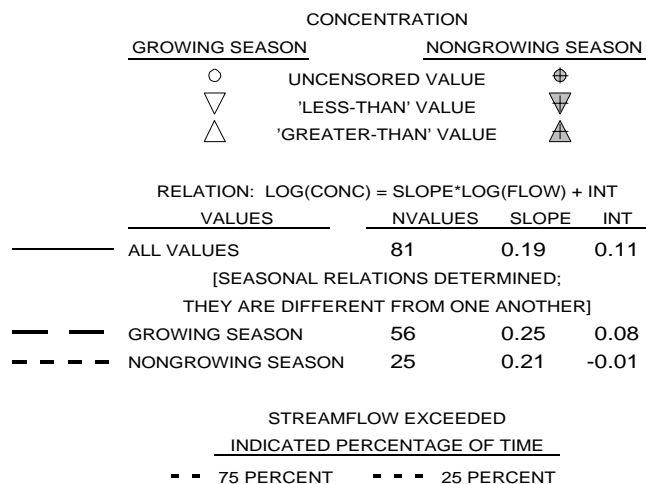 CONCENTRATION
GROWING SEASON NONGROWING SEASON
UNCENSORED VALUE
'LESS-THAN' VALUE
'GREATER-THAN' VALUE
RELATION: LOG(CONC) = SLOPE*LOG(FLOW) + INT
VALUES NVALUES SLOPE INT
ALL VALUES 81 0.19 0.11
[SEASONAL RELATIONS DETERMINED;
THEY ARE DIFFERENT FROM ONE ANOTHER]
GROWING SEASON 56 0.25 0.08
NONGROWING SEASON 25 0.21 -0.01
STREAMFLOW EXCEEDED
INDICATED PERCENTAGE OF TIME
75 PERCENT 25 PERCENT